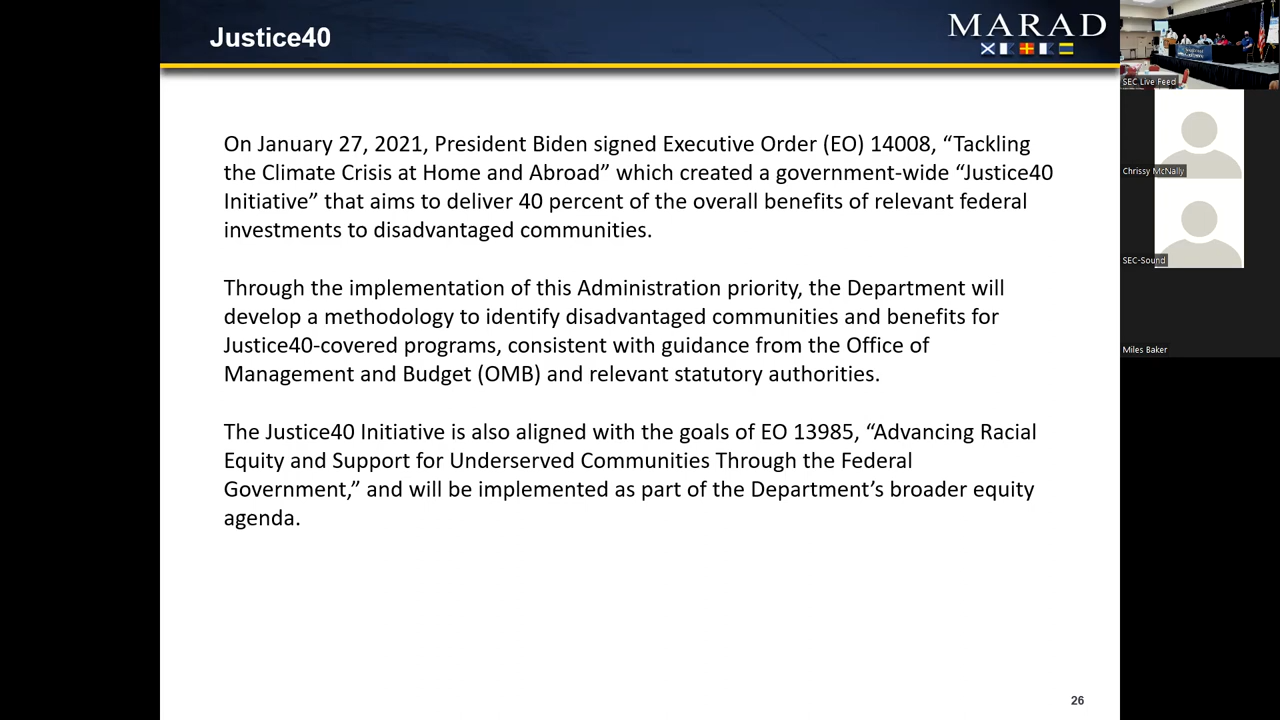 Justice40
MARAD
On January 27, 2021, President Biden signed Executive Order (EO) 14008, “Tackling
the Climate Crisis at Home and Abroad” which created a government-wide “Justice40
Initiative” that aims to deliver 40 percent of the overall benefits of relevant federal
investments to disadvantaged communities.
Through the implementation of this Administration priority, the Department will
develop a methodology to identify disadvantaged communities and benefits for
Justice40-covered programs, consistent with guidance from the Office of
Management and Budget (OMB) and relevant statutory authorities.
The Justice40 Initiative is also aligned with the goals of EO 13985, “Advancing Racial
Equity and Support for Underserved Communities Through the Federal
Government,” and will be implemented as part of the Department’s broader equity
agenda.
26
SEC Live Feed
Chrissy McNally
SEC-Sound
Miles Baker